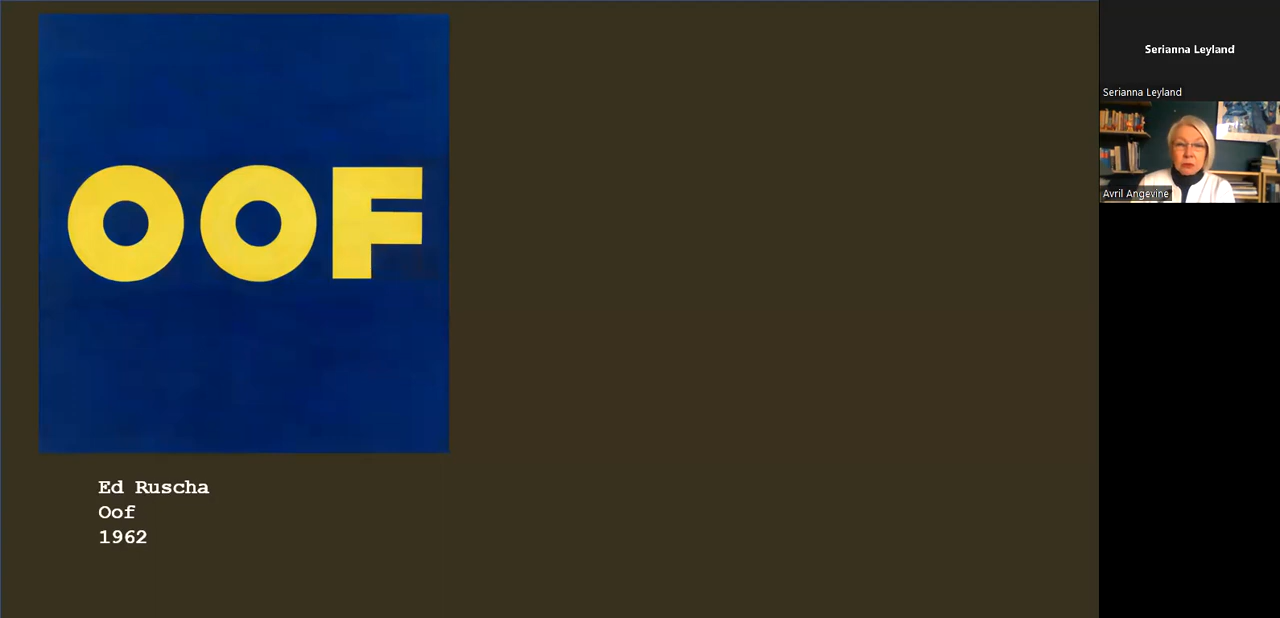 OOF
Ed Ruscha
Oof
1962
Serianna Leyland
Serianna Leyland
Avril Angevine